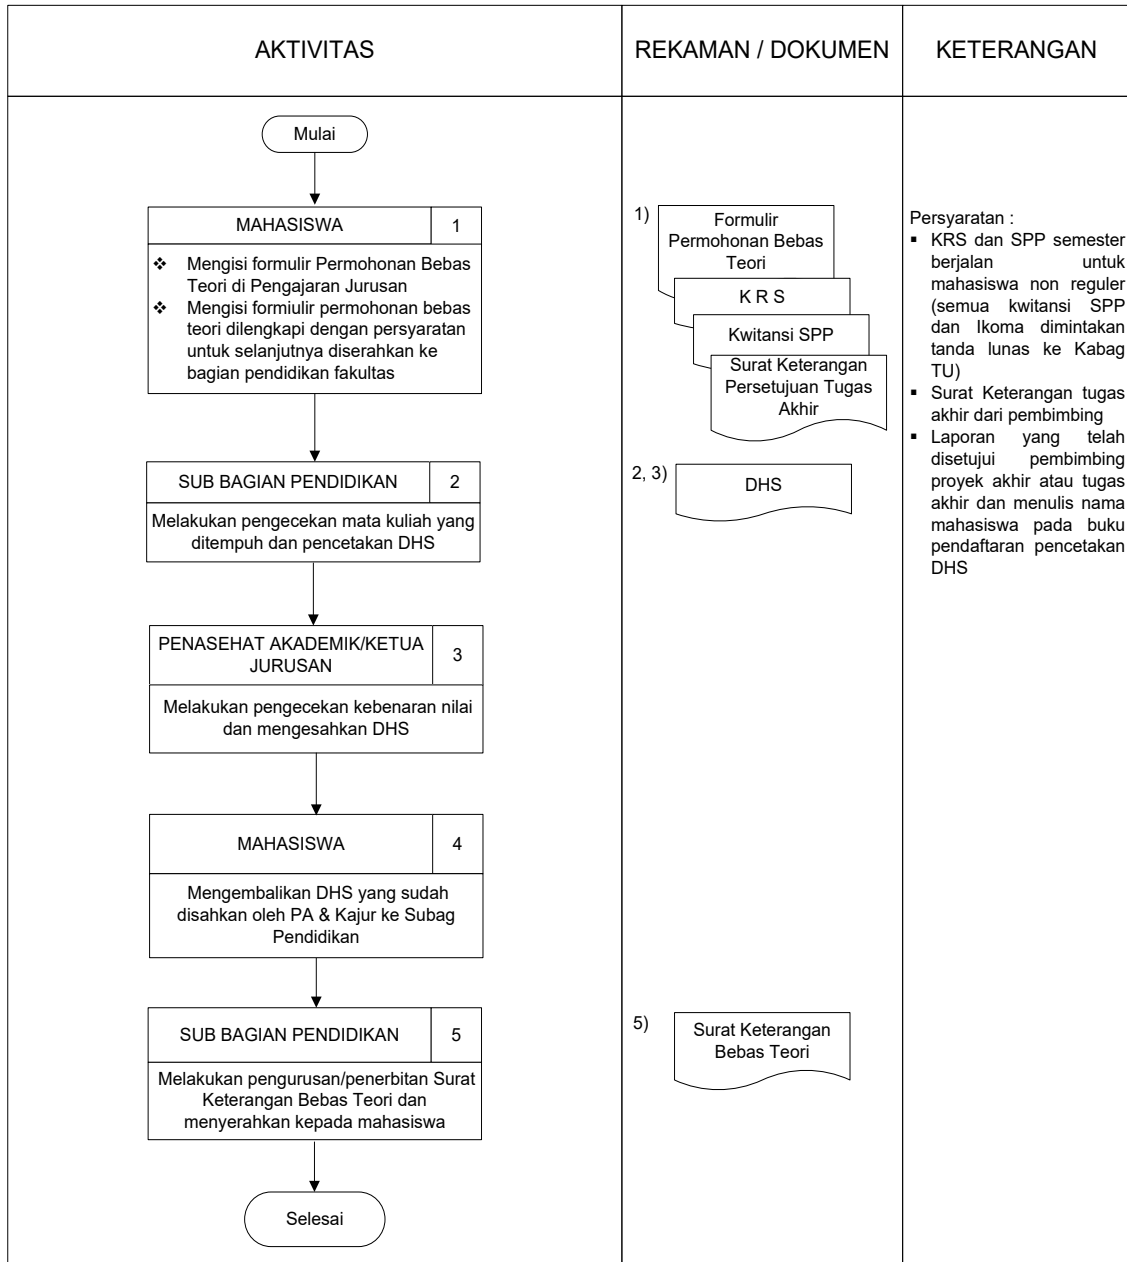 AKTIVITAS
REKAMAN / DOKUMEN
KETERANGAN
Mulai
MAHASISWA
1
❖ Mengisi formulir Permohonan Bebas
Teori di Pengajaran Jurusan
❖ Mengisi formiulir permohonan bebas
teori dilengkapi dengan persyaratan
untuk selanjutnya diserahkan ke
bagian pendidikan fakultas
SUB BAGIAN PENDIDIKAN
2
Melakukan pengecekan mata kuliah yang
ditempuh dan pencetakan DHS
PENASEHAT AKADEMIK/KETUA
JURUSAN
3
Melakukan pengecekan kebenaran nilai
dan mengesahkan DHS
MAHASISWA
4
Mengembalikan DHS yang sudah
disahkan oleh PA & Kajur ke Subag
Pendidikan
SUB BAGIAN PENDIDIKAN
5
Melakukan pengurusan/penerbitan Surat
Keterangan Bebas Teori dan
menyerahkan kepada mahasiswa
Selesai
1)
Formulir
Permohonan Bebas
Teori
K R S
Kwitansi SPP
Surat Keterangan
Persetujuan Tugas
Akhir
2, 3)
DHS
5)
Surat Keterangan
Bebas Teori
Persyaratan :
▪ KRS dan SPP semester
berjalan untuk
mahasiswa non reguler
(semua kwitansi SPP
dan Ikoma dimintakan
tanda lunas ke Kabag
TU)
▪ Surat Keterangan tugas
akhir dari pembimbing
▪ Laporan yang telah
disetujui pembimbing
proyek akhir atau tugas
akhir dan menulis nama
mahasiswa pada buku
pendaftaran pencetakan
DHS